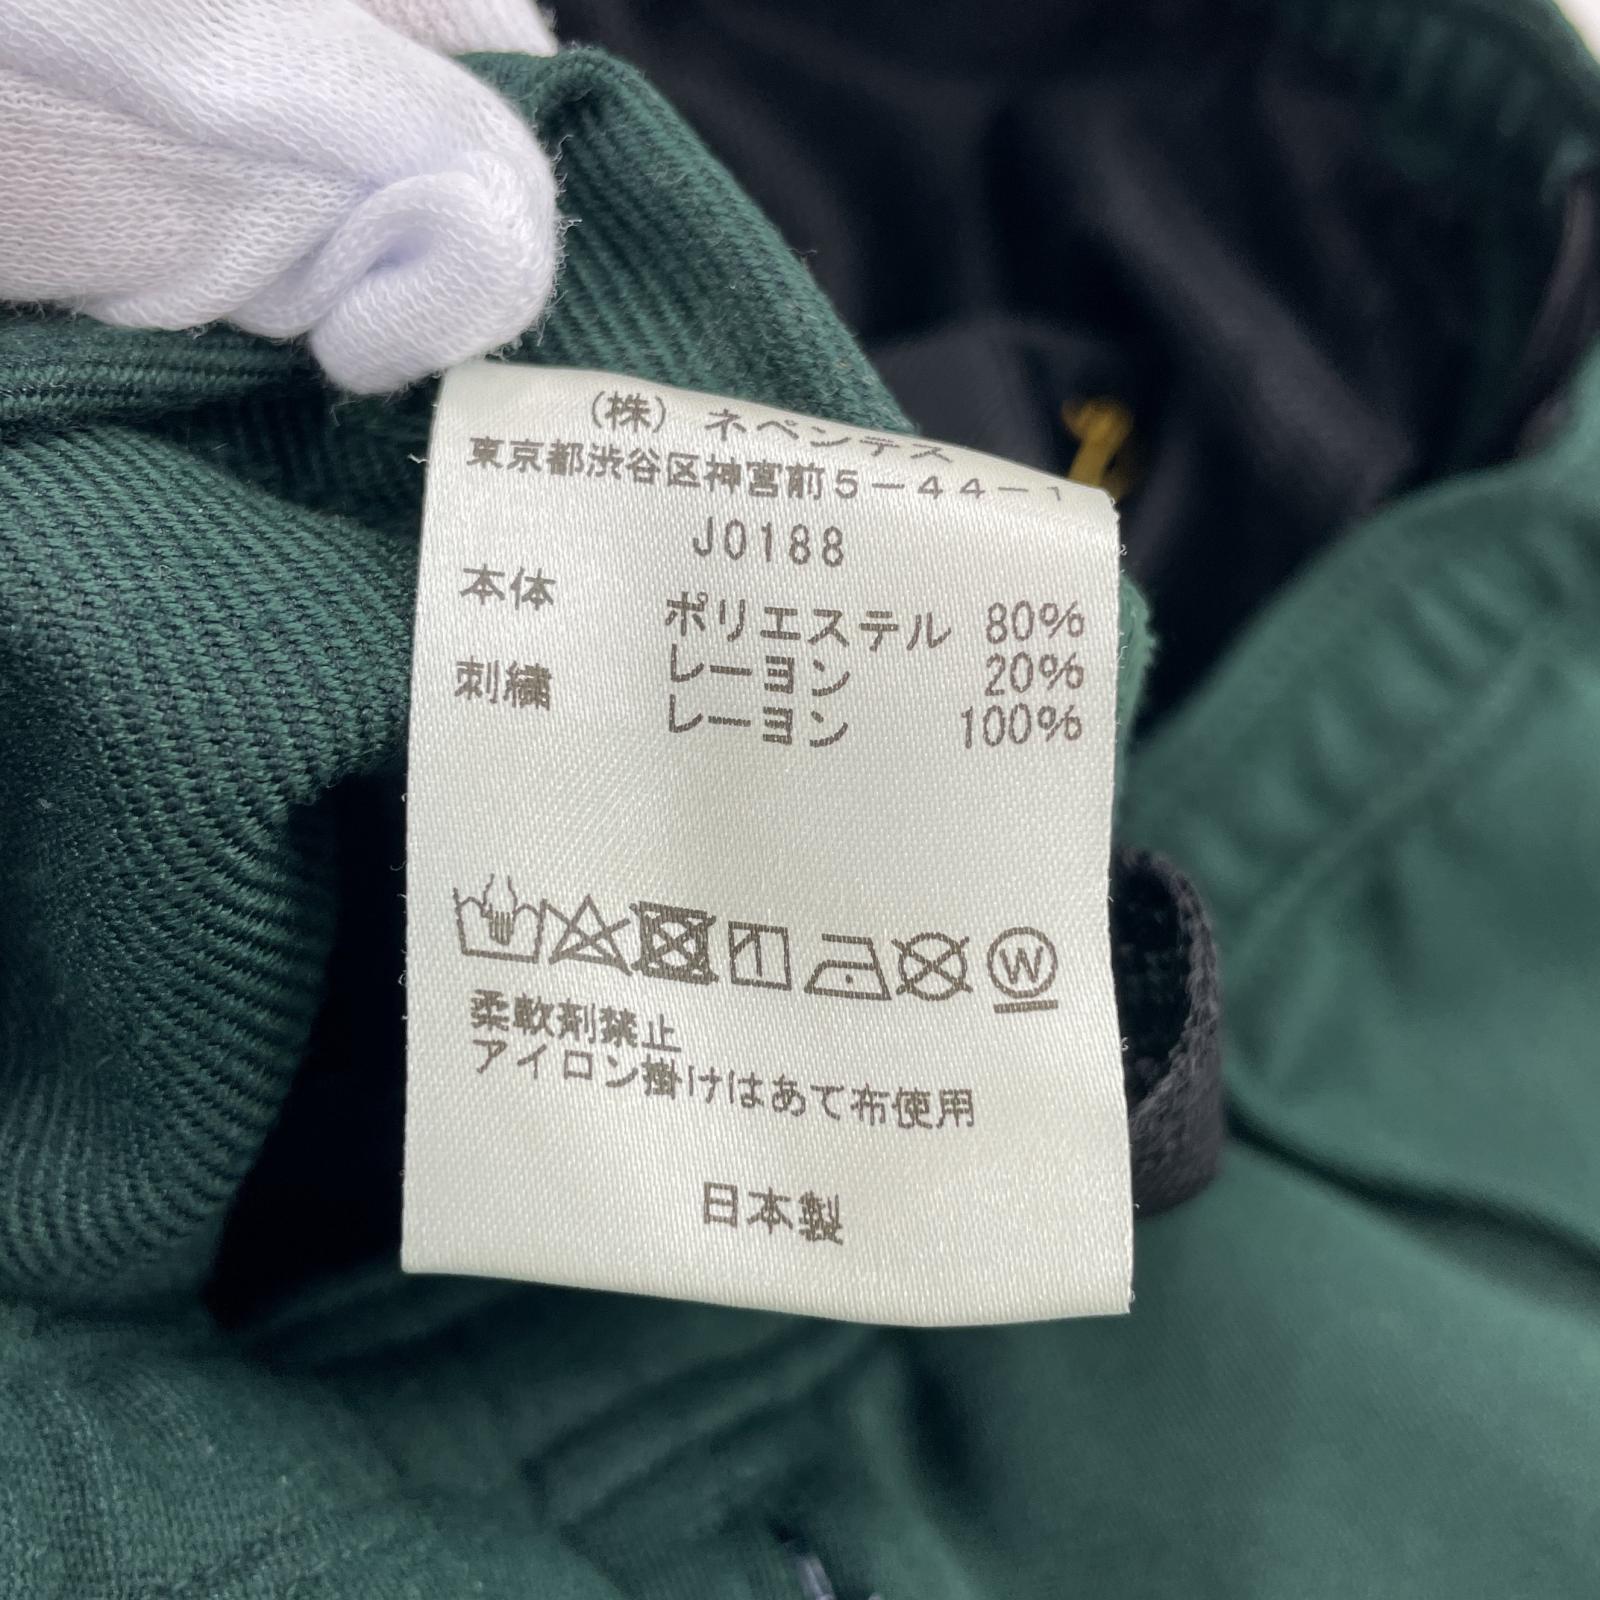 (株) ネペンテス
東京都渋谷区神宮前5-44-1
J0188
本体 ポリエステル 80%
レーヨン 20%
刺繍 レーヨン 100%
W
柔軟剤禁止
アイロン掛けはあて布使用
日本製